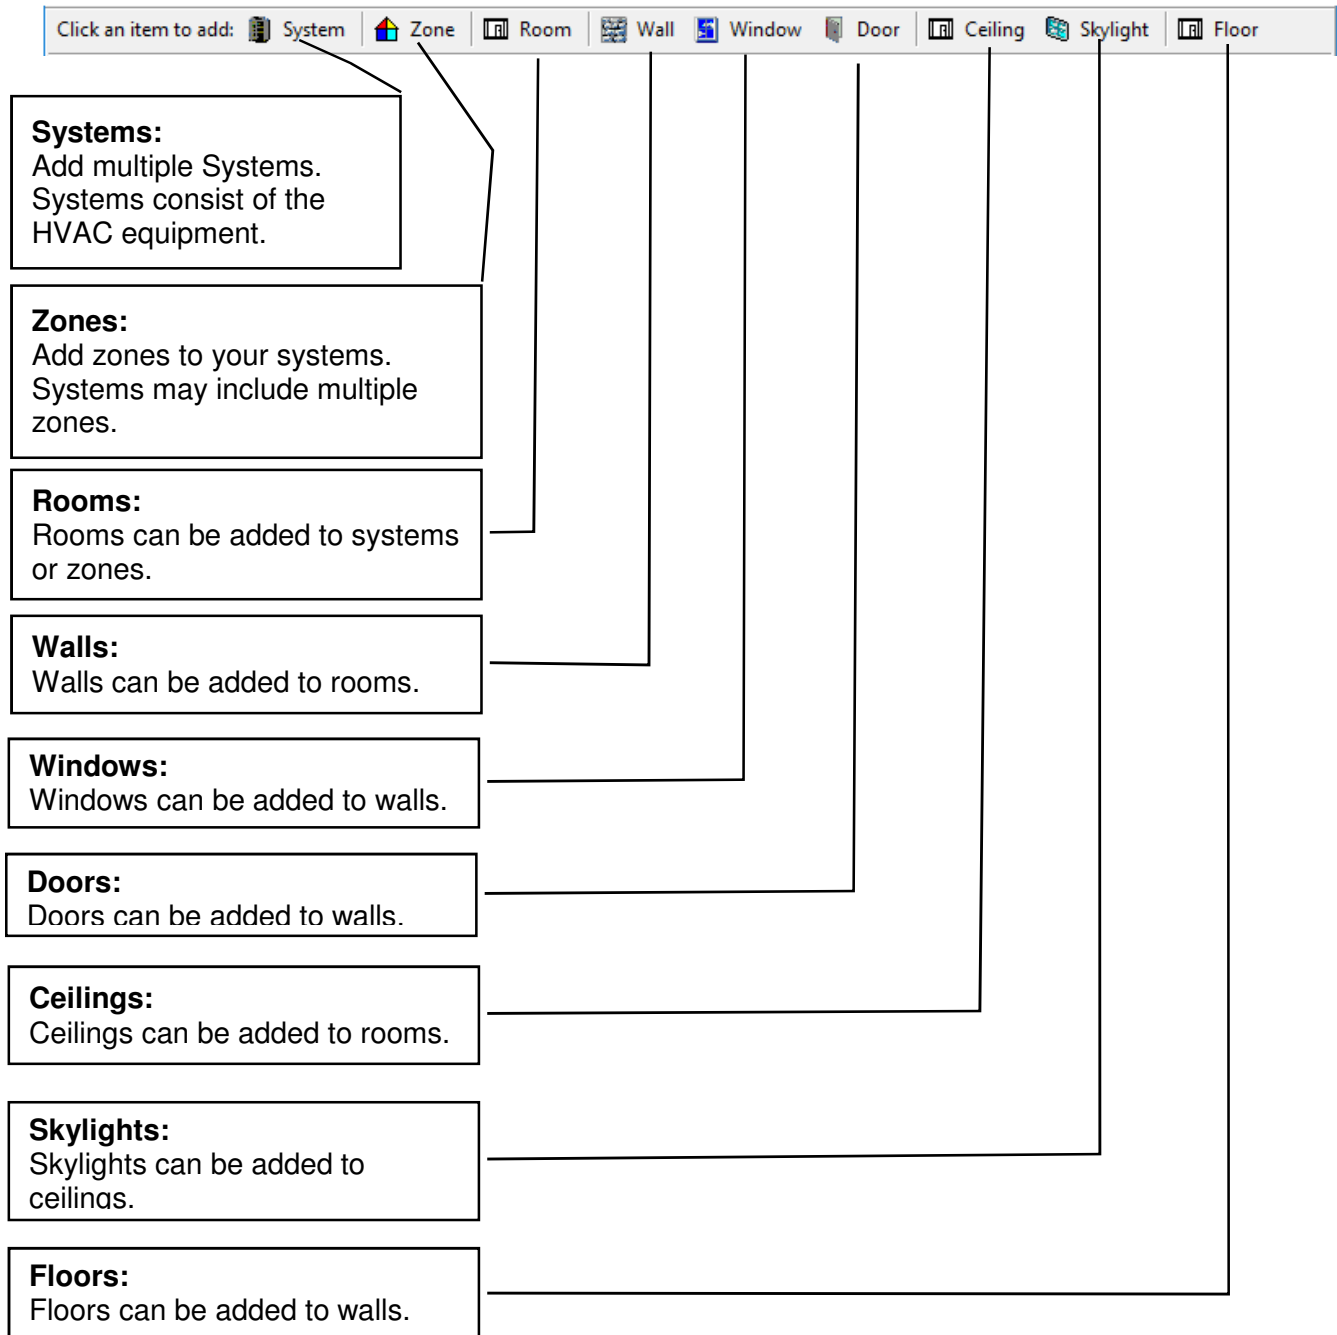 Click an item to add: System Zone Room Wall Window Door Ceiling Skylight Floor
Systems:
Add multiple Systems.
Systems consist of the
HVAC equipment.
Zones:
Add zones to your systems.
Systems may include multiple
zones.
Rooms:
Rooms can be added to systems
or zones.
Walls:
Walls can be added to rooms.
Windows:
Windows can be added to walls.
Doors:
Doors can be added to walls.
Ceilings:
Ceilings can be added to rooms.
Skylights:
Skylights can be added to
ceilings.
Floors:
Floors can be added to walls.